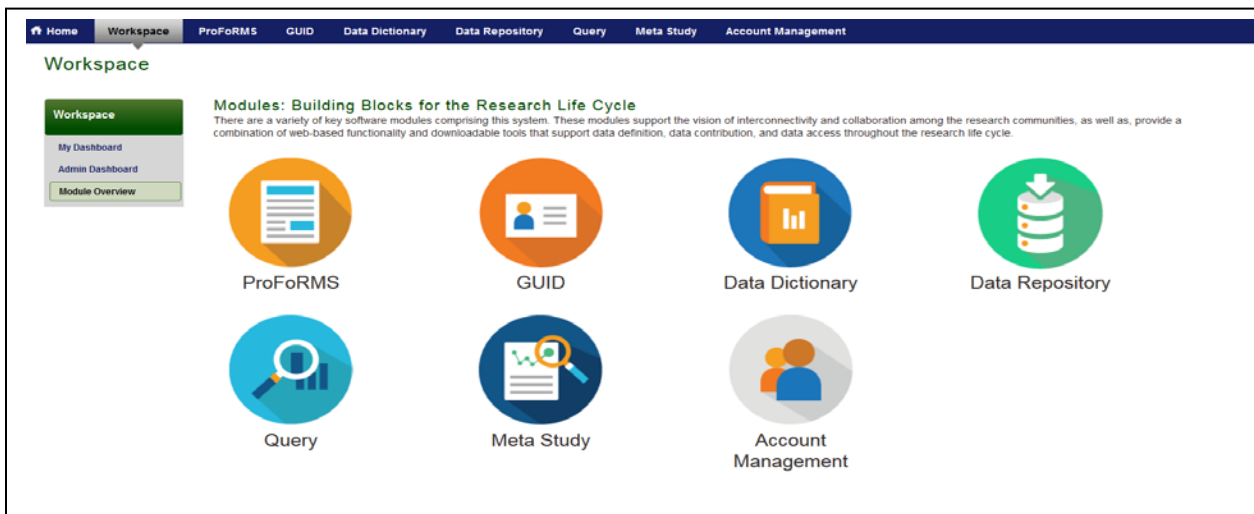 Home Workspace ProFoRMS GUID Data Dictionary Data Repository Query Meta Study Account Management
Workspace
Workspace
My Dashboard
Admin Dashboard
Module Overview
Modules: Building Blocks for the Research Life Cycle
There are a variety of key software modules comprising this system. These modules support the vision of interconnectivity and collaboration among the research communities, as well as, provide a
combination of web-based functionality and downloadable tools that support data definition, data contribution, and data access throughout the research life cycle.
ProFoRMS
GUID
Data Dictionary
Data Repository
Query
Meta Study
Account
Management